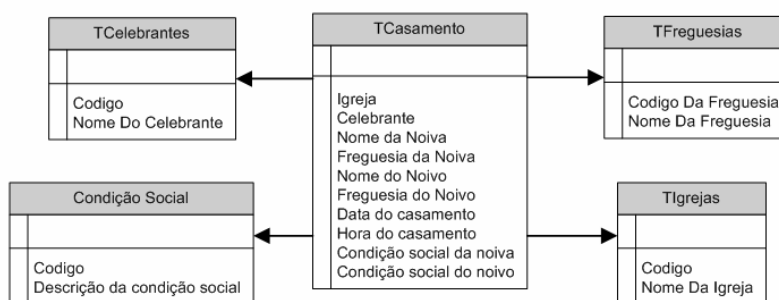 TCelebrantes
Codigo
Nome Do Celebrante
TCasamento
Igreja
Celebrante
Nome da Noiva
Freguesia da Noiva
Nome do Noivo
Freguesia do Noivo
Data do casamento
Hora do casamento
Condição social da noiva
Condição social do noivo
TFreguesias
Codigo Da Freguesia
Nome Da Freguesia
Condição Social
Codigo
Descrição da condição social
TIgrejas
Codigo
Nome Da Igreja